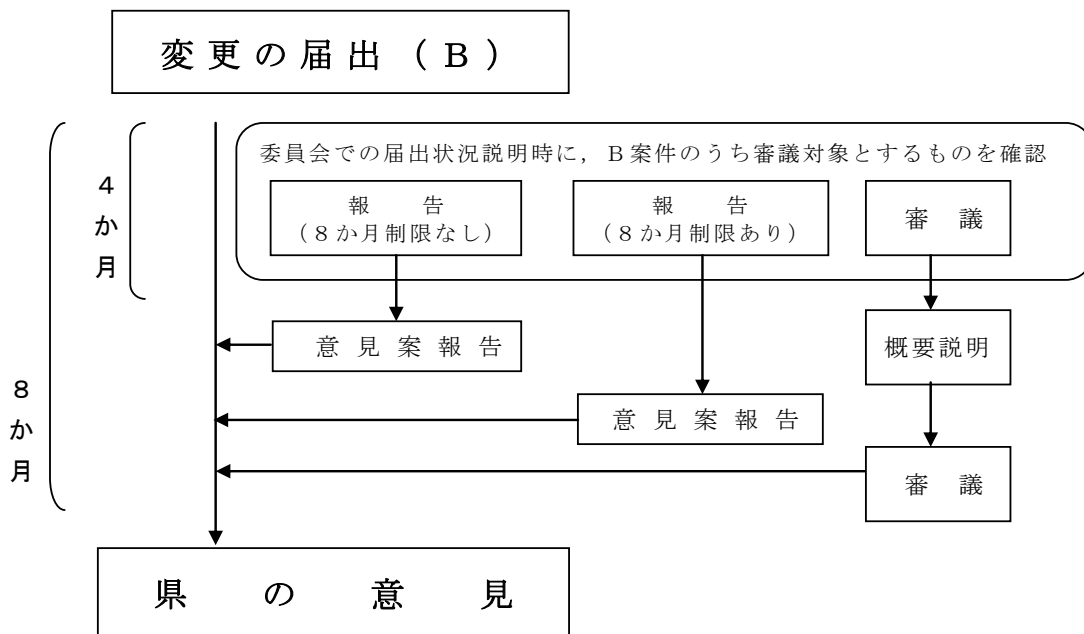 変更の届出（Ｂ）
４か月
８か月
委員会での届出状況説明時に，Ｂ案件のうち審議対象とするものを確認
報　告
（８か月制限なし）
報　告
（８か月制限あり）
審　議
意見案報告
概要説明
意見案報告
審　議
県の意見